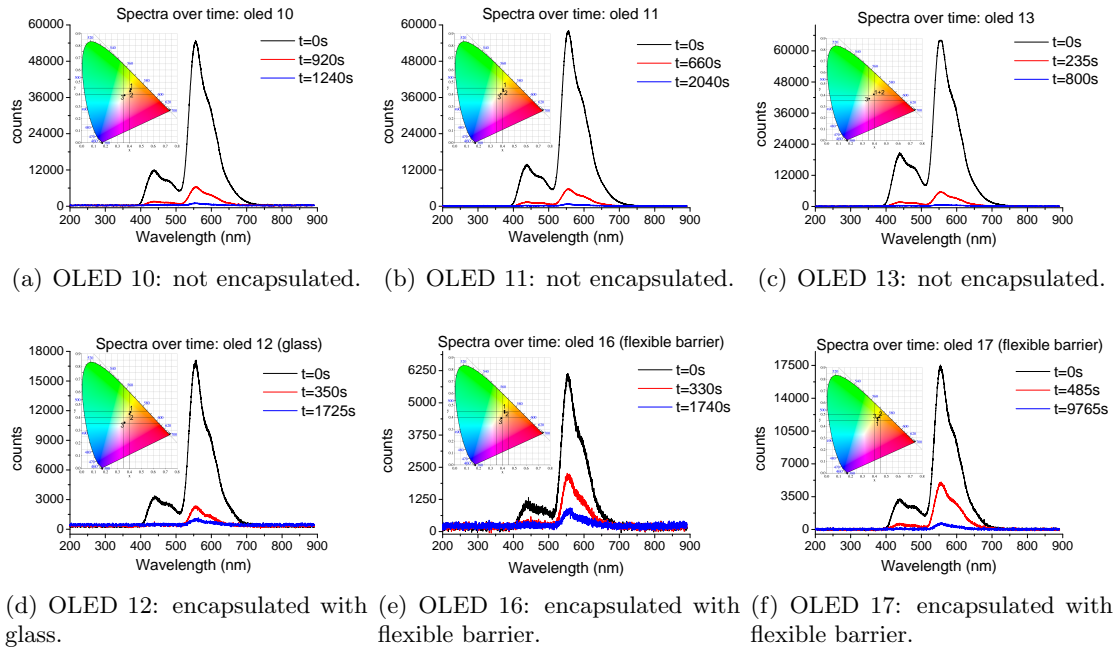 Spectra over time: oled 10
60000
48000
36000
24000
12000
0
counts
t=0s
t=920s
t=1240s
200 300 400 500 600 700 800 900
Wavelength (nm)
(a) OLED 10: not encapsulated.
Spectra over time: oled 11
60000
48000
36000
24000
12000
0
counts
t=0s
t=660s
t=2040s
200 300 400 500 600 700 800 900
Wavelength (nm)
(b) OLED 11: not encapsulated.
Spectra over time: oled 13
60000
45000
30000
15000
0
counts
t=0s
t=235s
t=800s
200 300 400 500 600 700 800 900
Wavelength (nm)
(c) OLED 13: not encapsulated.
Spectra over time: oled 12 (glass)
18000
15000
12000
9000
6000
3000
0
counts
t=0s
t=350s
t=1725s
200 300 400 500 600 700 800 900
Wavelength (nm)
(d) OLED 12: encapsulated with
glass.
Spectra over time: oled 16 (flexible barrier)
6250
5000
3750
2500
1250
0
counts
t=0s
t=330s
t=1740s
200 300 400 500 600 700 800 900
Wavelength (nm)
(e) OLED 16: encapsulated with
flexible barrier.
Spectra over time: oled 17 (flexible barrier)
17500
14000
10500
7000
3500
0
counts
t=0s
t=485s
t=9765s
200 300 400 500 600 700 800 900
Wavelength (nm)
(f) OLED 17: encapsulated with
flexible barrier.